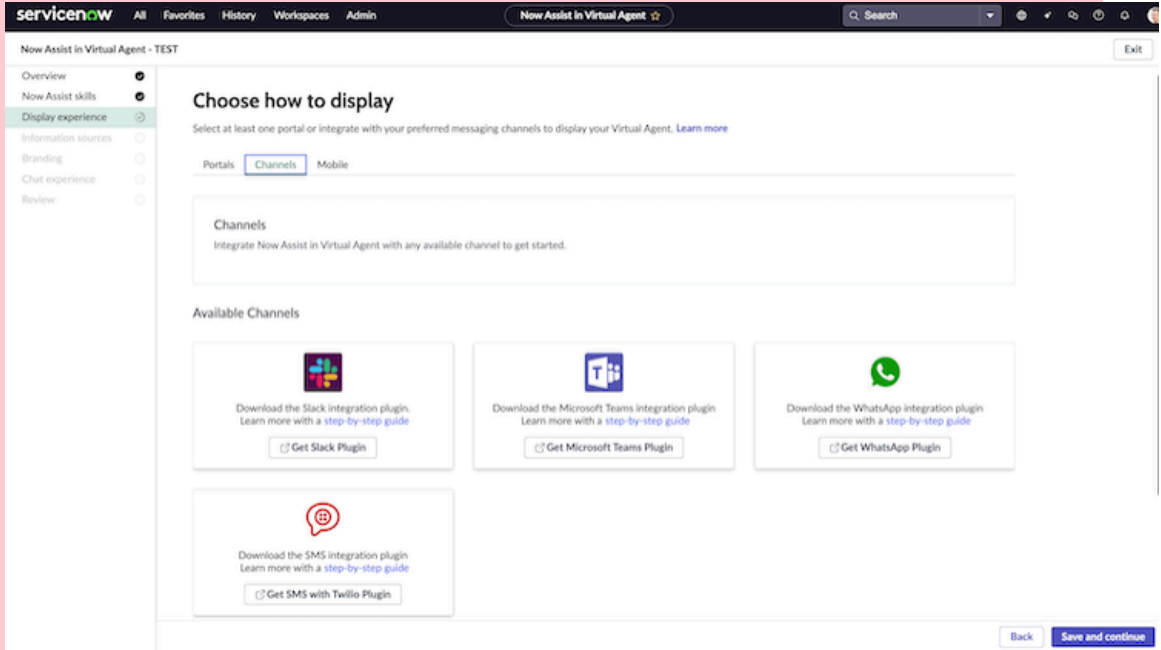 servicenow All Favorites History Workspaces Admin Now Assist in Virtual Agent Search
Now Assist in Virtual Agent - TEST Exit
Overview
Now Assist skills
Display experience
Information sources
Branding
Chat experience
Review
Choose how to display
Select at least one portal or integrate with your preferred messaging channels to display your Virtual Agent. Learn more
Portals Channels Mobile
Channels
Integrate Now Assist in Virtual Agent with any available channel to get started.
Available Channels
Download the Slack integration plugin.
Learn more with a step-by-step guide
Get Slack Plugin
Download the Microsoft Teams integration plugin
Learn more with a step-by-step guide
Get Microsoft Teams Plugin
Download the WhatsApp integration plugin
Learn more with a step-by-step guide
Get WhatsApp Plugin
Download the SMS integration plugin
Learn more with a step-by-step guide
Get SMS with Twilio Plugin
Back Save and continue